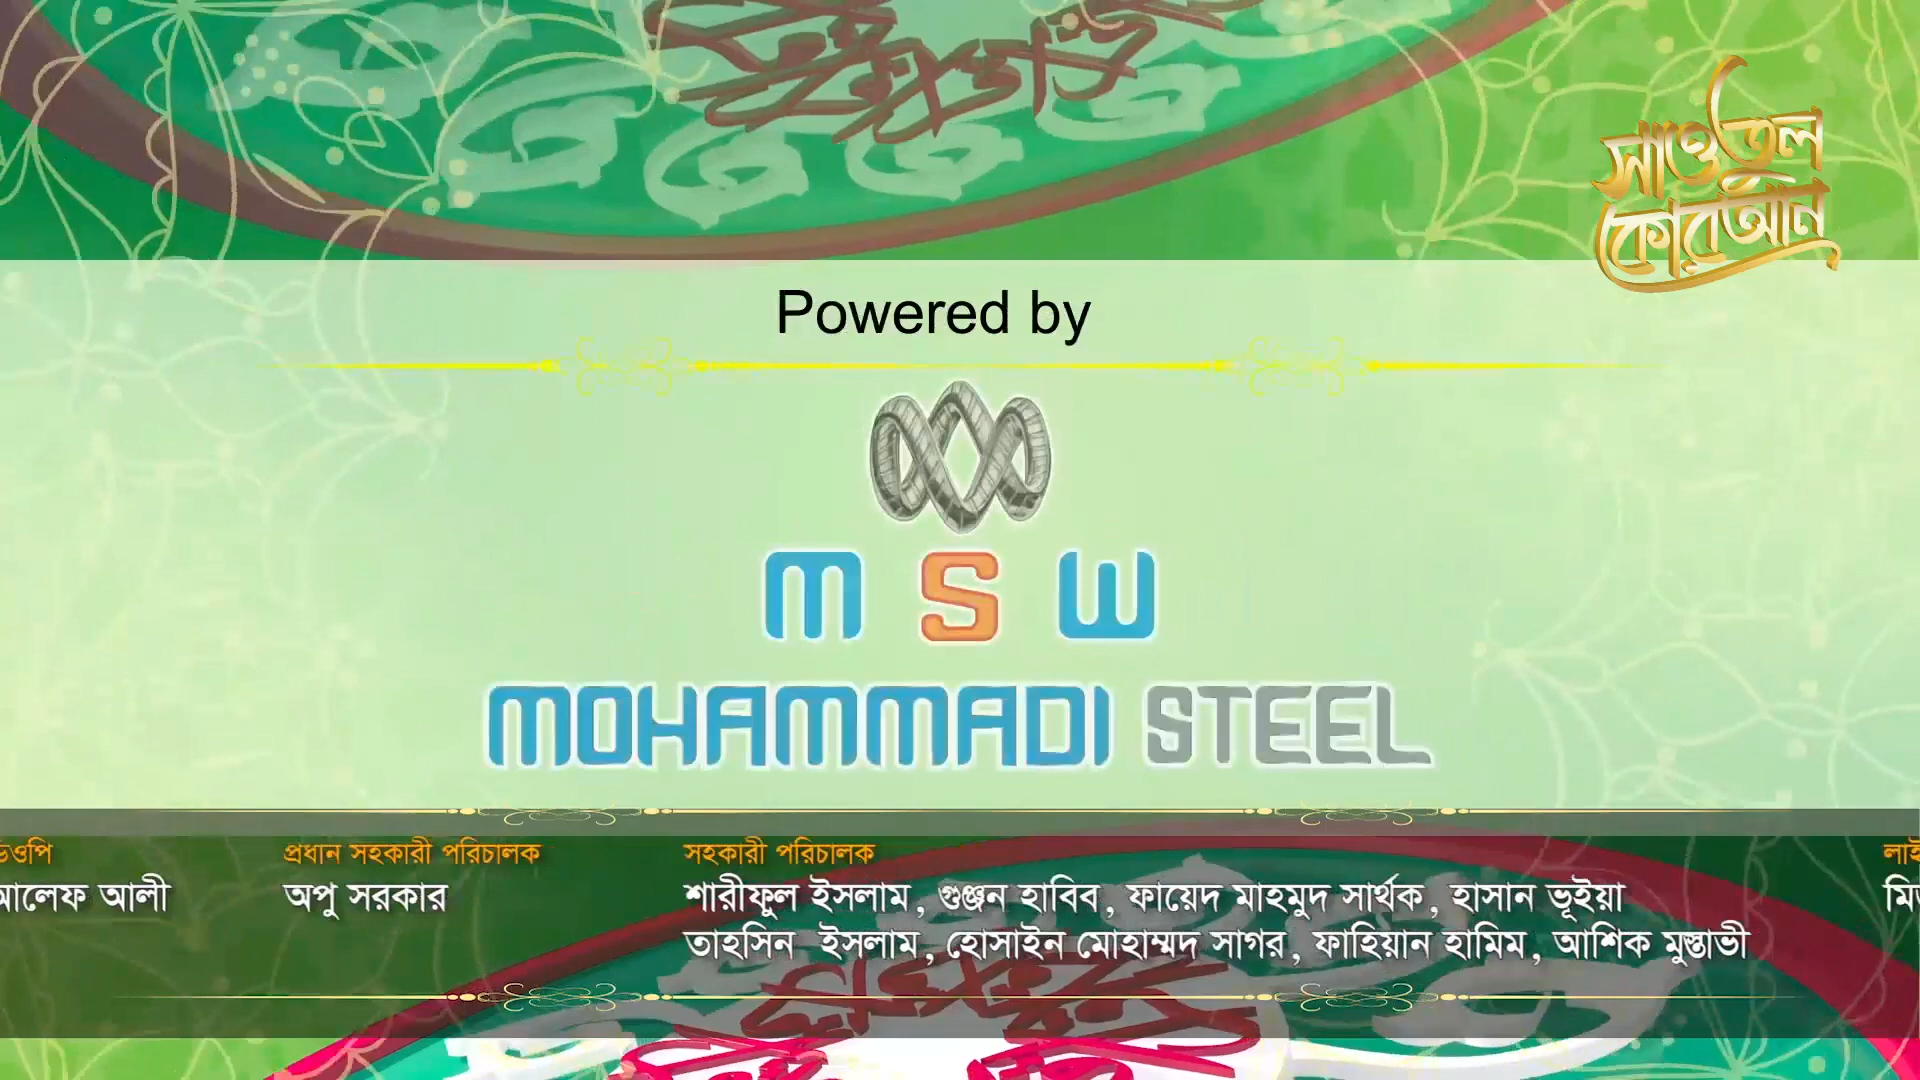 সাওতুল
কোরআন
Powered by
M S W
MOHAMMADI STEEL
প্রধান সহকারী পরিচালক
সহকারী পরিচালক
আলেফ আলী
অপু সরকার
শারীফুল ইসলাম, গুঞ্জন হাবিব, ফায়েদ মাহমুদ সার্থক, হাসান ভূইয়া
তাহসিন ইসলাম, হোসাইন মোহাম্মদ সাগর, ফাহিয়ান হামিম, আশিক মুস্তাভী